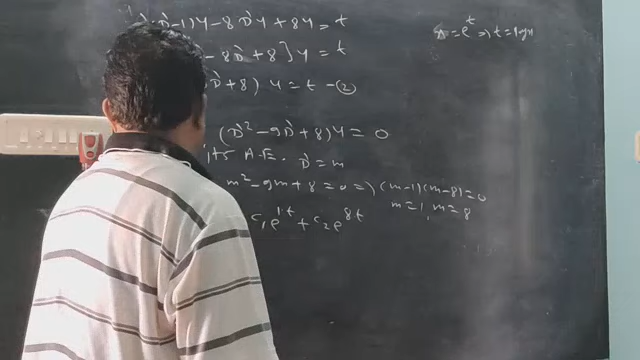 D-1)y-8Dy+8y=t
x=e^t ⇒ t=logx
-8D+8]y=t
D+8)y=t-②
(D²-9D+8)y=0
its A.E. D=m
m²-9m+8=0 ⇒ (m-1)(m-8)=0
m=1, m=8
c₁e^{1t}+c₂e^{8t}